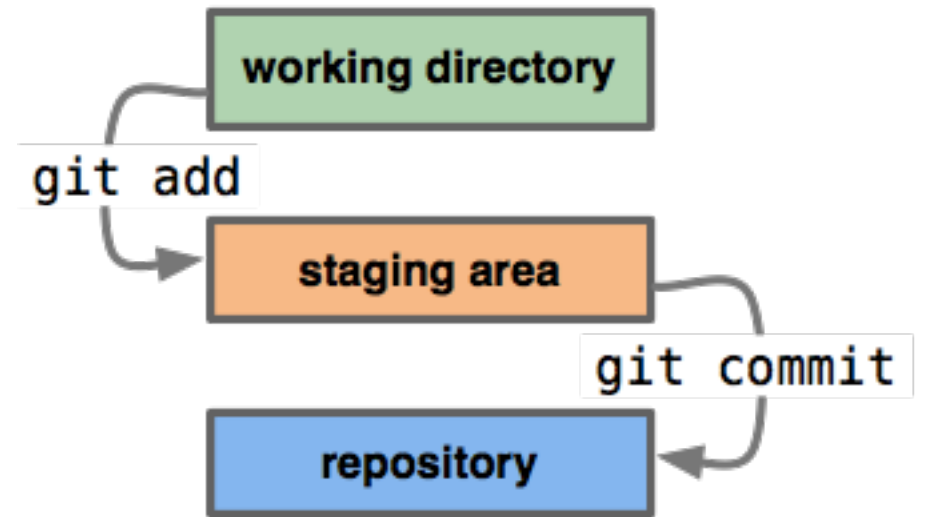 working directory
git add
staging area
git commit
repository